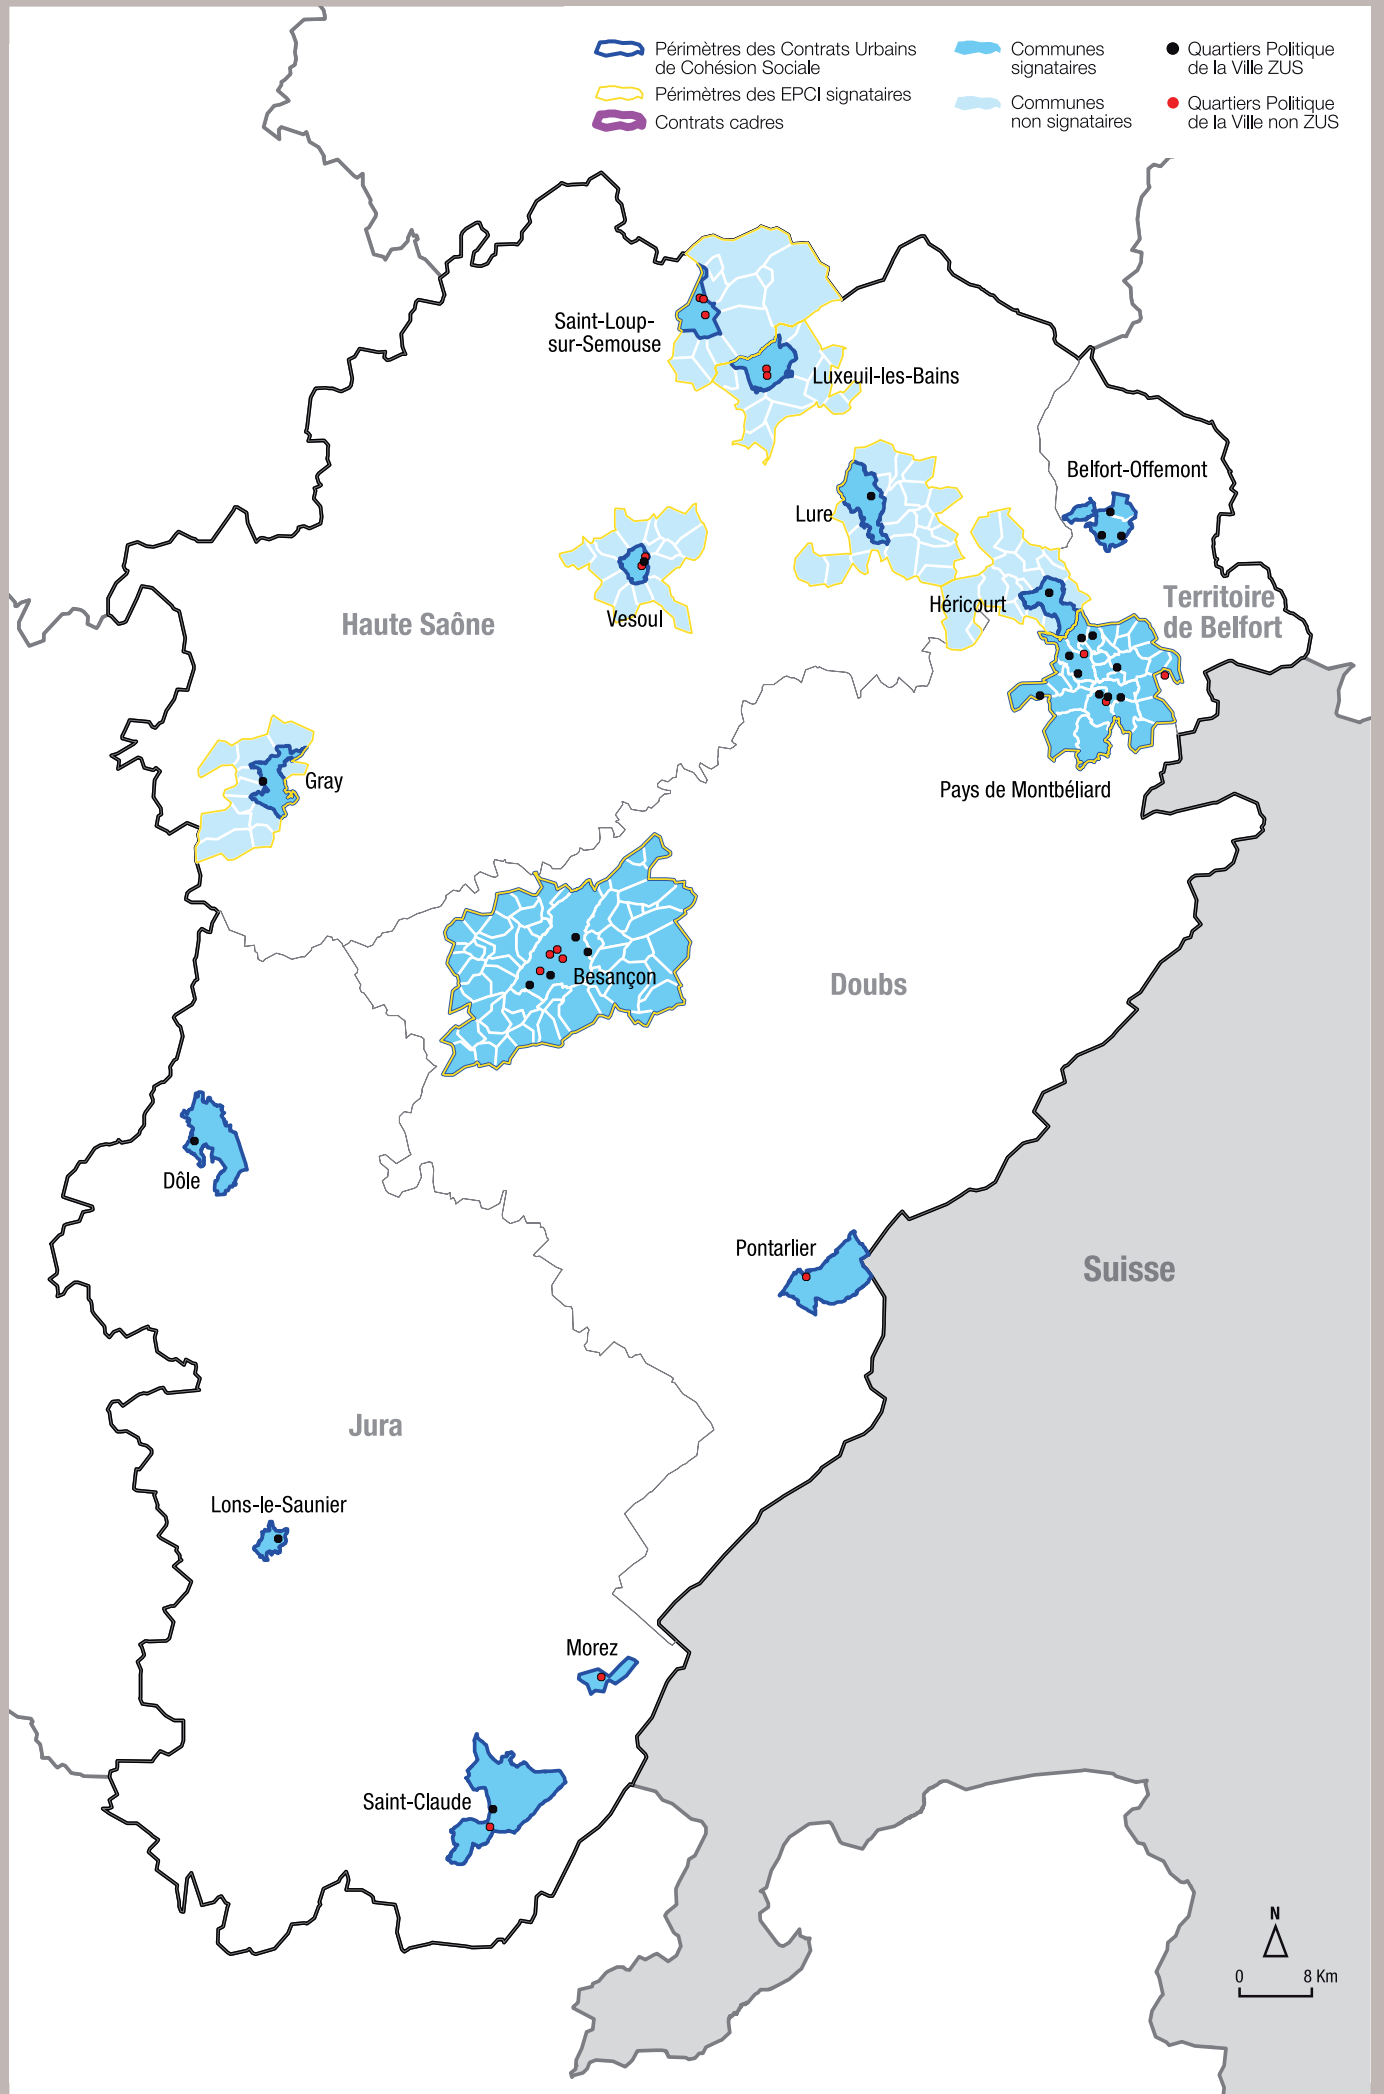 Périmètres des Contrats Urbains
de Cohésion Sociale
Périmètres des EPCI signataires
Contrats cadres
Communes
signataires
Communes
non signataires
Quartiers Politique
de la Ville ZUS
Quartiers Politique
de la Ville non ZUS
Saint-Loup-
sur-Semouse
Luxeuil-les-Bains
Belfort-Offemont
Lure
Héricourt
Territoire
de Belfort
Vesoul
Haute Saône
Gray
Pays de Montbéliard
Besançon
Doubs
Dôle
Pontarlier
Suisse
Jura
Lons-le-Saunier
Morez
Saint-Claude
N
0 8 Km